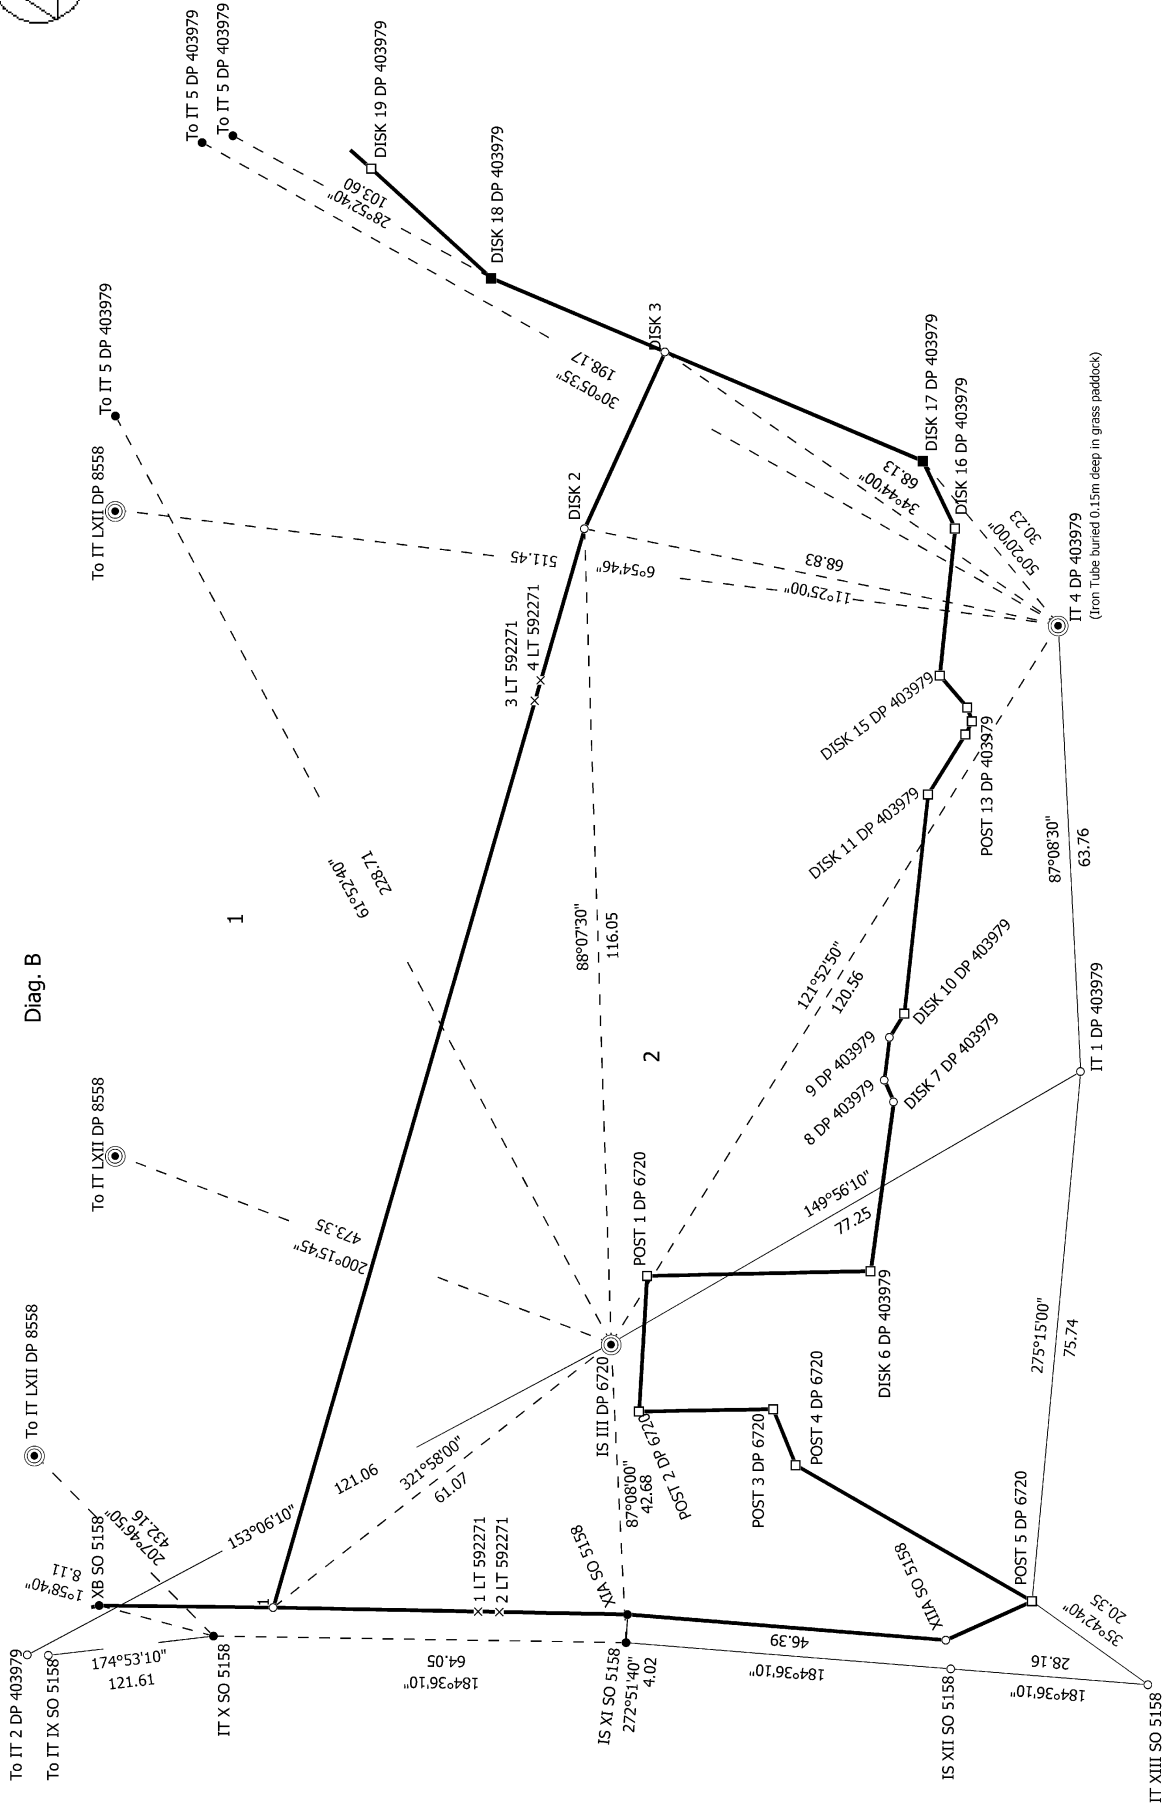 Diag. B
To IT 5 DP 403979
To IT 5 DP 403979
DISK 19 DP 403979
103.60
28°52'40"
DISK 18 DP 403979
To IT 5 DP 403979
To IT LXII DP 8558
DISK 3
198.17
30°05'35"
DISK 2
511.45
6°54'46"
68.83
11°25'00"
68.13
34°44'00"
DISK 17 DP 403979
DISK 16 DP 403979
30.23
50°20'00"
IT 4 DP 403979
(Iron Tube buried 0.15m deep in grass paddock)
3 LT 592271
4 LT 592271
DISK 15 DP 403979
POST 13 DP 403979
DISK 11 DP 403979
87°08'30"
63.76
61°52'40"
228.71
1
88°07'30"
116.05
2
121°52'50"
120.56
DISK 10 DP 403979
9 DP 403979
8 DP 403979
DISK 7 DP 403979
IT 1 DP 403979
To IT LXII DP 8558
473.35
200°15'45"
POST 1 DP 6720
149°56'10"
77.25
DISK 6 DP 403979
275°15'00"
75.74
IS III DP 6720
POST 2 DP 6720
POST 3 DP 6720
POST 4 DP 6720
POST 5 DP 6720
To IT LXII DP 8558
432.16
207°46'50"
121.06
153°06'10"
321°58'00"
61.07
87°08'00"
42.68
XB SO 5158
8.11
1°58'40"
1
1 LT 592271
2 LT 592271
XIA SO 5158
XIIA SO 5158
To IT 2 DP 403979
To IT IX SO 5158
174°53'10"
121.61
IT X SO 5158
64.05
184°36'10"
IS XI SO 5158
272°51'40"
4.02
46.39
184°36'10"
IS XII SO 5158
28.16
184°36'10"
20.35
35°42'40"
IT XIII SO 5158